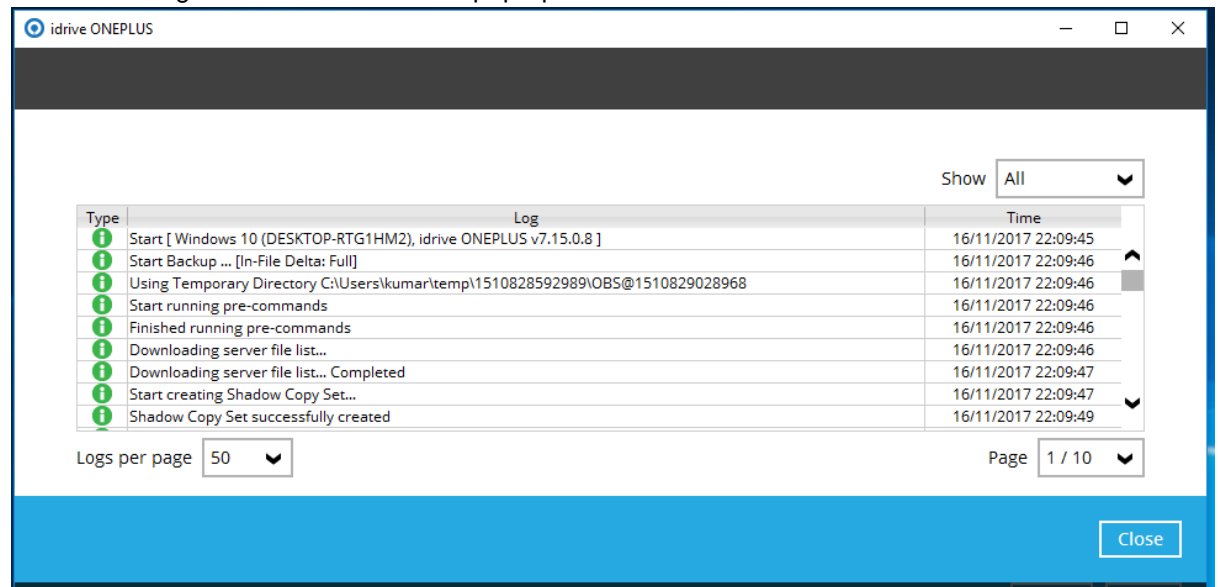 idrive ONEPLUS
Show All
Type Log Time
Start [ Windows 10 (DESKTOP-RTG1HM2), idrive ONEPLUS v7.15.0.8 ] 16/11/2017 22:09:45
Start Backup ... [In-File Delta: Full] 16/11/2017 22:09:46
Using Temporary Directory C:\Users\kumar\temp\1510828592989\OBS@1510829028968 16/11/2017 22:09:46
Start running pre-commands 16/11/2017 22:09:46
Finished running pre-commands 16/11/2017 22:09:46
Downloading server file list... 16/11/2017 22:09:46
Downloading server file list... Completed 16/11/2017 22:09:47
Start creating Shadow Copy Set... 16/11/2017 22:09:47
Shadow Copy Set successfully created 16/11/2017 22:09:49
Logs per page 50 Page 1 / 10
Close